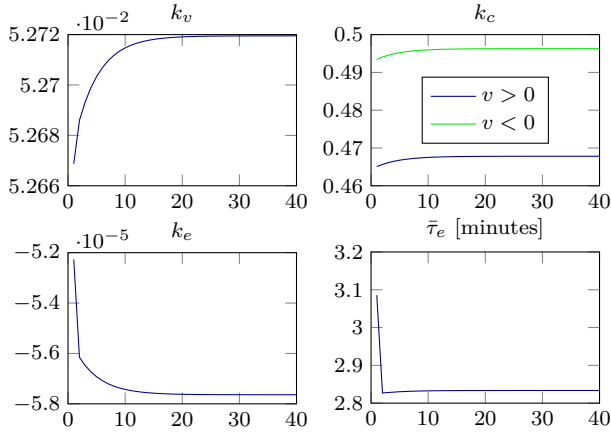 k_v
·10^−2
5.272
5.27
5.268
5.266
0 10 20 30 40
k_c
0.5
0.49
0.47
0.46
v > 0
v < 0
0 10 20 30 40
k_e
·10^−5
−5.2
−5.4
−5.6
−5.8
0 10 20 30 40
τ̄_e [minutes]
3.2
3.1
3
2.9
2.8
0 10 20 30 40